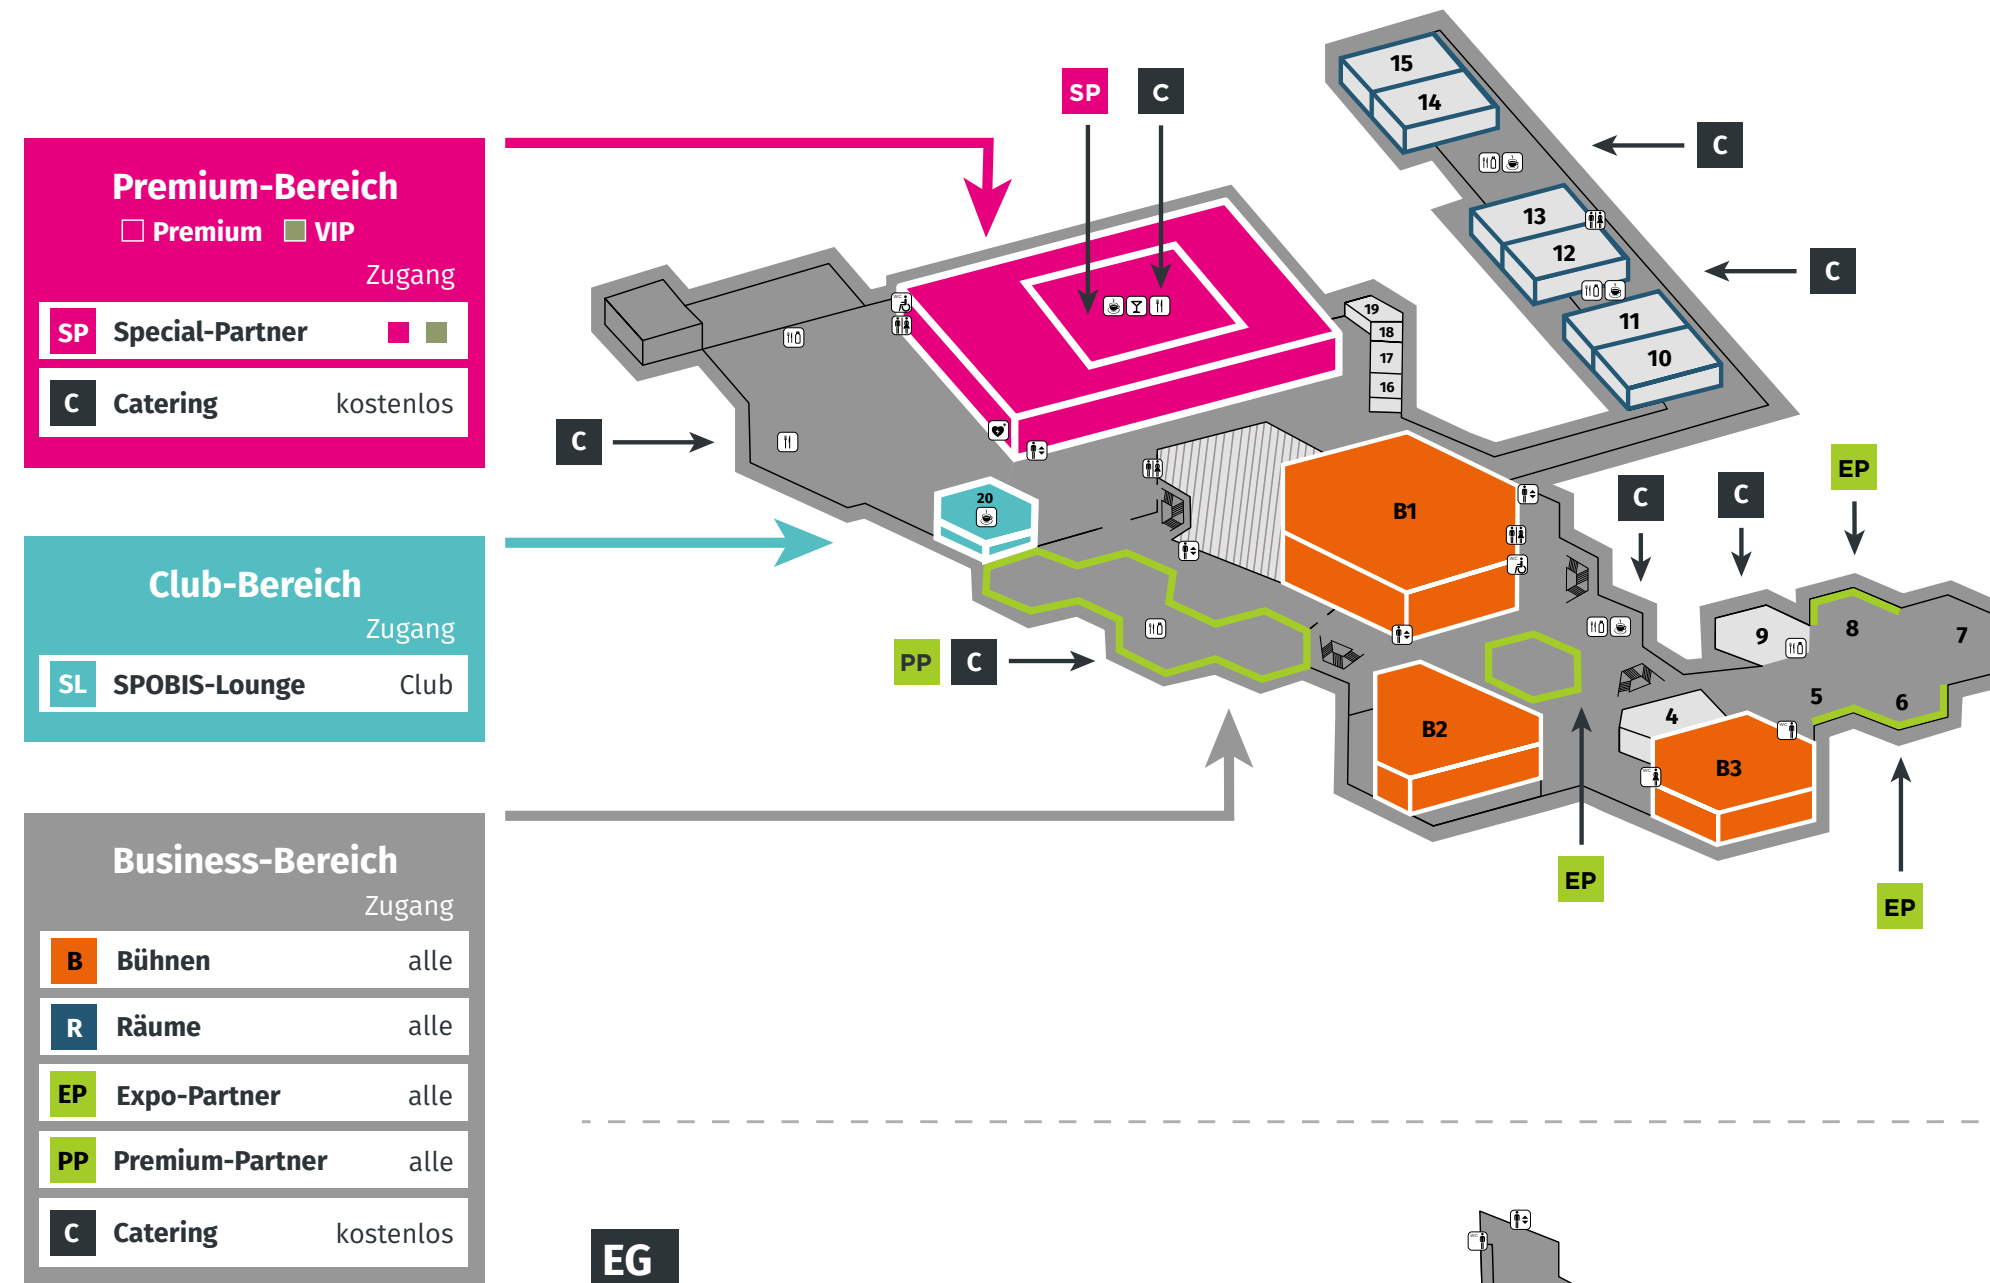 Premium-Bereich
Premium VIP
Zugang
SP Special-Partner
C Catering kostenlos
Club-Bereich
Zugang
SL SPOBIS-Lounge Club
Business-Bereich
Zugang
B Bühnen alle
R Räume alle
EP Expo-Partner alle
PP Premium-Partner alle
C Catering kostenlos
SP C
15
14
C
13
12
C
11
10
19
18
17
16
C
20
B1
C
C
EP
PP C
9
8
7
5
6
4
B2
B3
EP
EP
EG